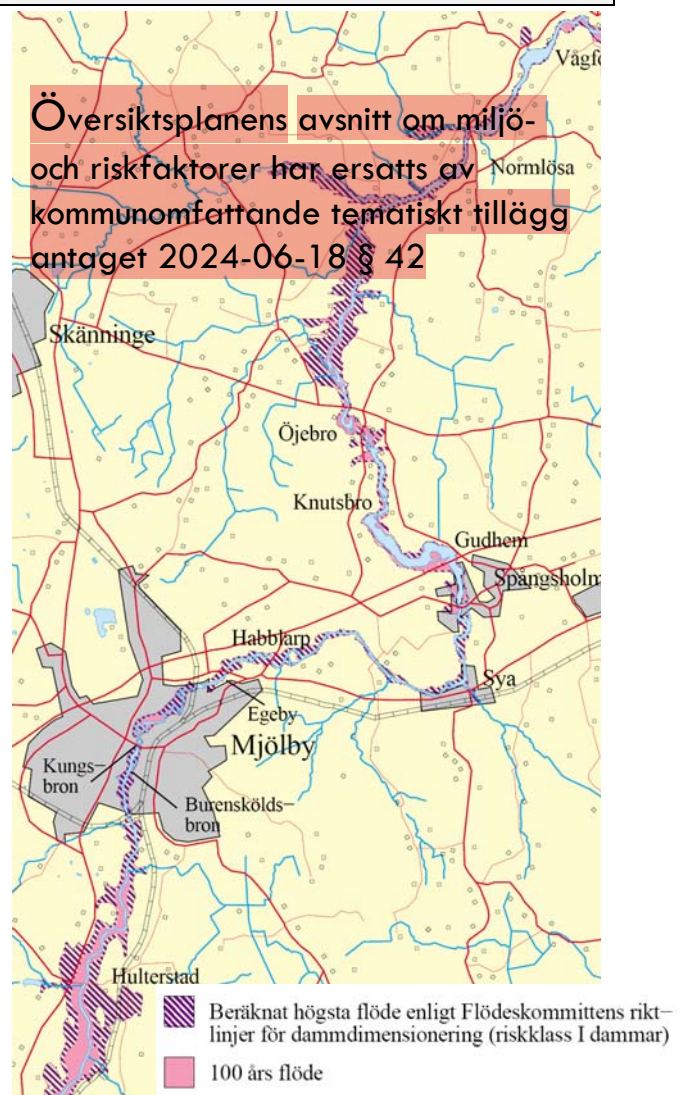 Översiktsplanens avsnitt om miljö-
och riskfaktorer har ersatts av
kommunomfattande tematiskt tillägg
antaget 2024-06-18 § 42
Normlösa
Skänninge
Öjebro
Knutsbro
Gudhem
Spångsholm
Habblarp
Sya
Egeby
Mjölby
Kungs-
bron
Burenskölds-
bron
Hulterstad
Beräknat högsta flöde enligt Flödeskommittens rikt-
linjer för dammdimensionering (riskklass I dammar)
100 års flöde